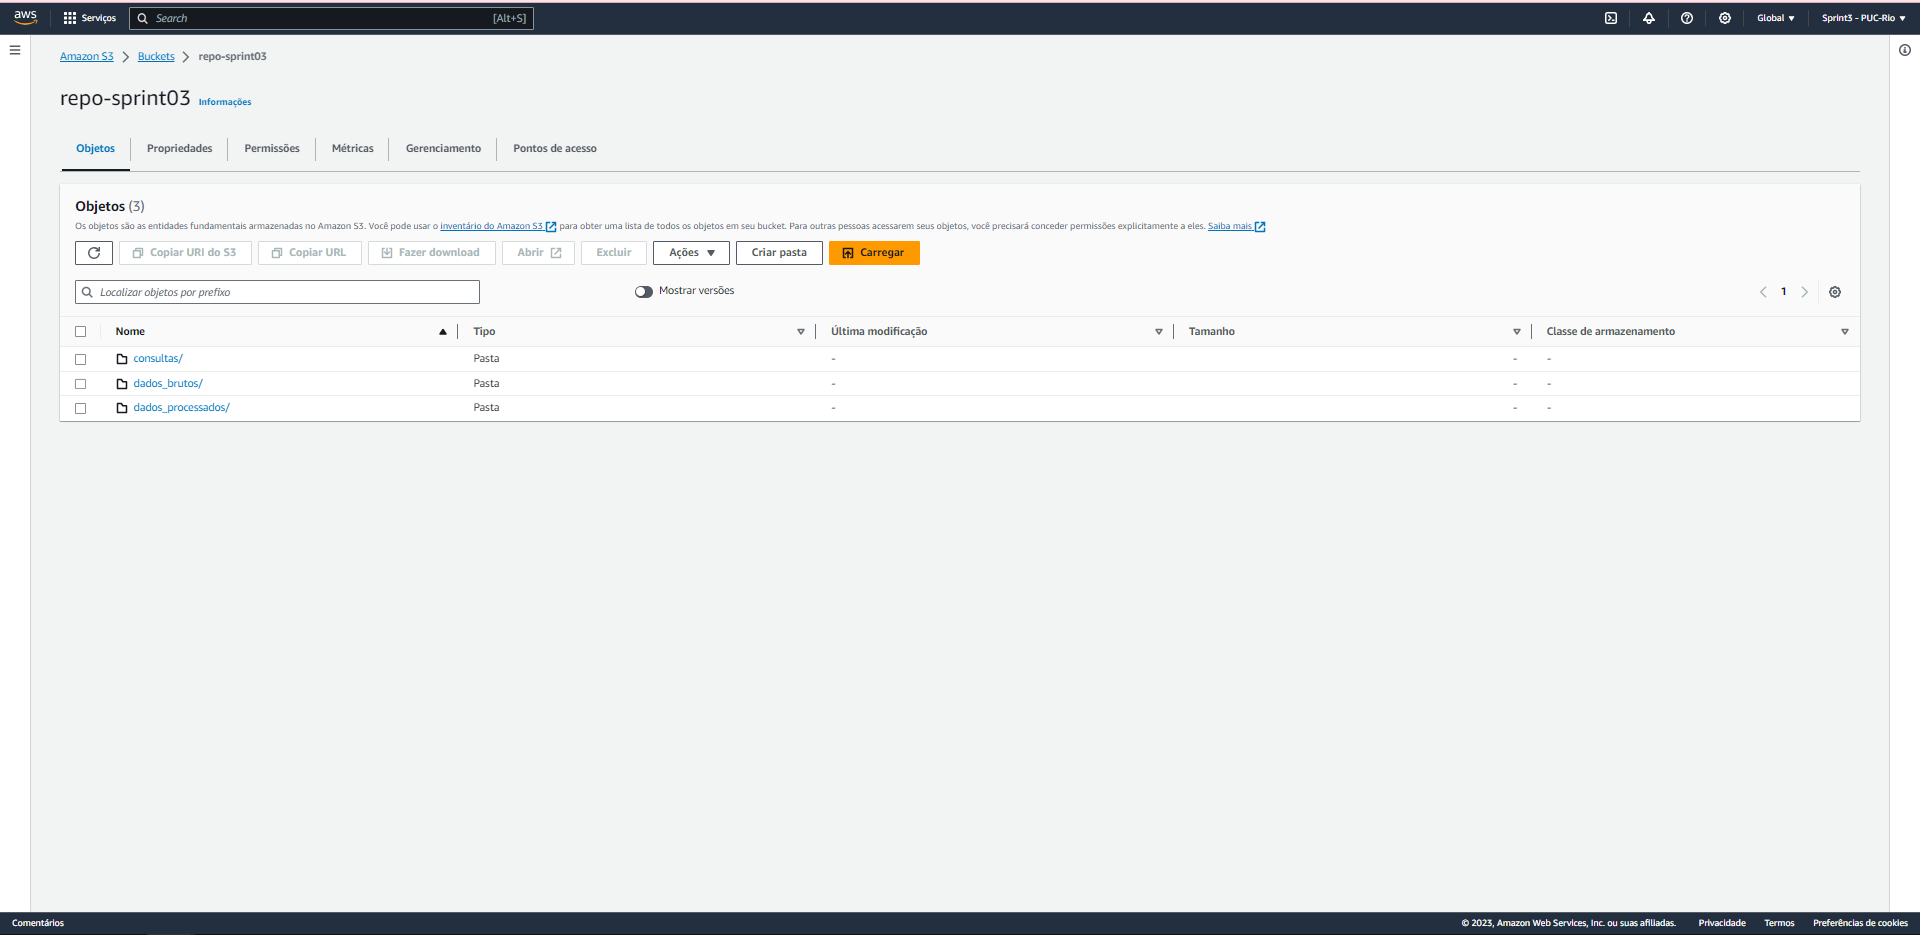 aws Serviços Search [Alt+S] Global Sprint3 - PUC-Rio
Amazon S3 Buckets repo-sprint03
repo-sprint03 Informações
Objetos Propriedades Permissões Métricas Gerenciamento Pontos de acesso
Objetos (3)
Os objetos são as entidades fundamentais armazenadas no Amazon S3. Você pode usar o inventário do Amazon S3 para obter uma lista de todos os objetos em seu bucket. Para outras pessoas acessarem seus objetos, você precisará conceder permissões explicitamente a eles. Saiba mais
Copiar URI do S3 Copiar URL Fazer download Abrir Excluir Ações Criar pasta Carregar
Localizar objetos por prefixo Mostrar versões 1
Nome Tipo Última modificação Tamanho Classe de armazenamento
consultas/ Pasta - - -
dados_brutos/ Pasta - - -
dados_processados/ Pasta - - -
Comentários © 2023, Amazon Web Services, Inc. ou suas afiliadas. Privacidade Termos Preferências de cookies